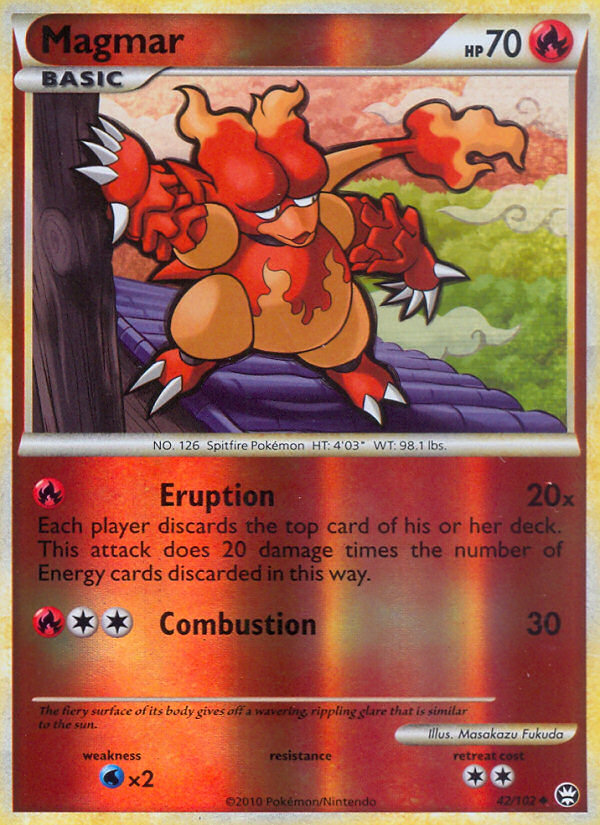 Magmar
HP 70
BASIC
NO. 126 Spitfire Pokémon HT: 4'03" WT: 98.1 lbs.
Eruption 20x
Each player discards the top card of his or her deck.
This attack does 20 damage times the number of
Energy cards discarded in this way.
Combustion 30
The fiery surface of its body gives off a wavering, rippling glare that is similar
to the sun.
Illus. Masakazu Fukuda
weakness resistance retreat cost
×2
©2010 Pokémon/Nintendo 42/102